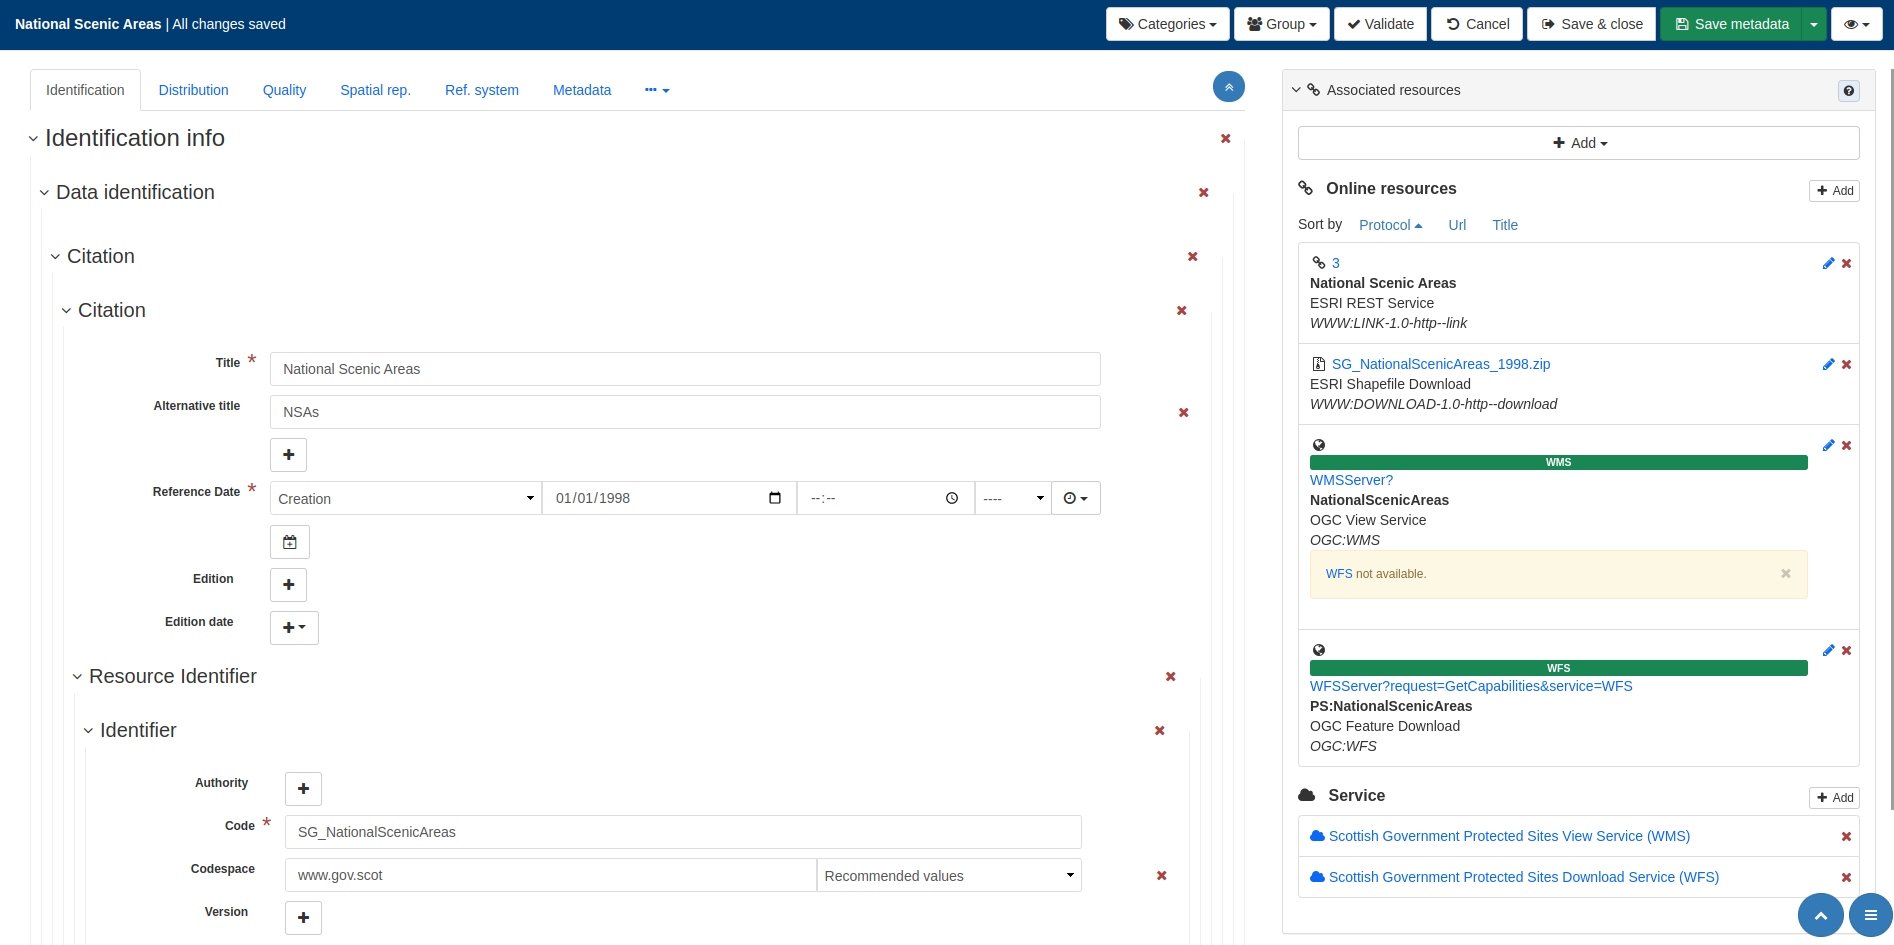 National Scenic Areas | All changes saved
Categories
Group
Validate
Cancel
Save & close
Save metadata
Identification
Distribution
Quality
Spatial rep.
Ref. system
Metadata
Identification info
Data identification
Citation
Citation
Title *
National Scenic Areas
Alternative title
NSAs
Reference Date *
Creation
01/01/1998
--:--
----
Edition
Edition date
Resource Identifier
Identifier
Authority
Code *
SG_NationalScenicAreas
Codespace
www.gov.scot
Recommended values
Version
Associated resources
Add
Online resources
Add
Sort by Protocol Url Title
3
National Scenic Areas
ESRI REST Service
WWW:LINK-1.0-http--link
SG_NationalScenicAreas_1998.zip
ESRI Shapefile Download
WWW:DOWNLOAD-1.0-http--download
WMS
WMSServer?
NationalScenicAreas
OGC View Service
OGC:WMS
WFS not available.
WFS
WFSServer?request=GetCapabilities&service=WFS
PS:NationalScenicAreas
OGC Feature Download
OGC:WFS
Service
Add
Scottish Government Protected Sites View Service (WMS)
Scottish Government Protected Sites Download Service (WFS)